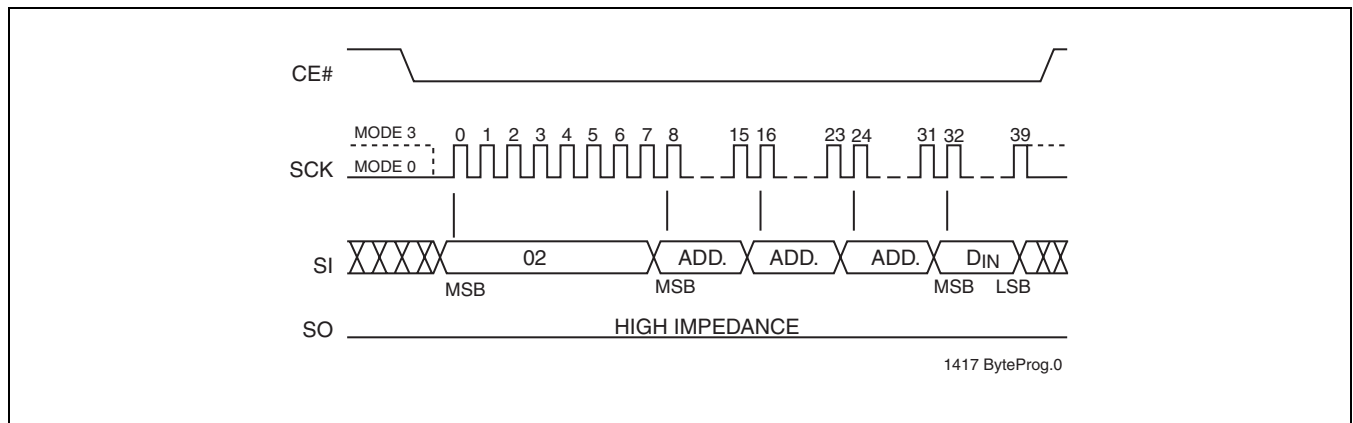 CE#
MODE 3
0 1 2 3 4 5 6 7 8 15 16 23 24 31 32 39
SCK
MODE 0
SI
02
ADD.
ADD.
ADD.
DIN
MSB
MSB
MSB
LSB
SO
HIGH IMPEDANCE
1417 ByteProg.0